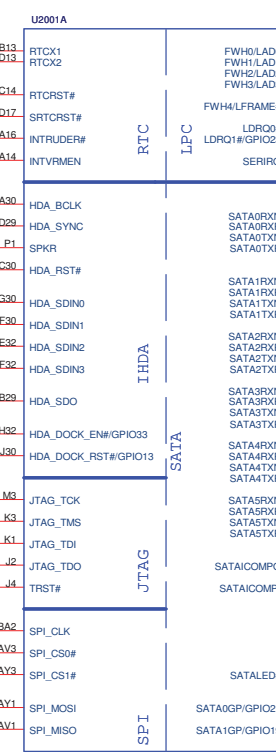 U2001A
B13 RTCX1 FWH0/LAD
D13 RTCX2 FWH1/LAD
FWH2/LAD
FWH3/LAD
C14 RTCRST#
FWH4/LFRAME
D17 SRTCRST#
LDRQ0
A16 INTRUDER# LDRQ1#/GPIO2
A14 INTVRMEN SERIR
RTC
LPC
A30 HDA_BCLK
SATA0RX
D29 HDA_SYNC SATA0RX
SATA0TX
P1 SPKR SATA0TX
C30 HDA_RST#
SATA1RX
SATA1RX
G30 HDA_SDIN0 SATA1TX
SATA1TX
F30 HDA_SDIN1
SATA2RX
E32 HDA_SDIN2 SATA2RX
SATA2TX
F32 HDA_SDIN3 SATA2TX
IHDA
SATA3RX
B29 HDA_SDO SATA3RX
SATA3TX
SATA3TX
H32 HDA_DOCK_EN#/GPIO33
SATA4RX
J30 HDA_DOCK_RST#/GPIO13 SATA4RX
SATA4TX
SATA4TX
SATA
M3 JTAG_TCK SATA5RX
SATA5RX
K3 JTAG_TMS SATA5TX
SATA5TX
K1 JTAG_TDI
J2 JTAG_TDO SATAICOMP
J4 TRST# SATAICOMP
JTAG
BA2 SPI_CLK
AV3 SPI_CS0#
AY3 SPI_CS1# SATALED
AY1 SPI_MOSI SATA0GP/GPIO2
AV1 SPI_MISO SATA1GP/GPIO1
SPI